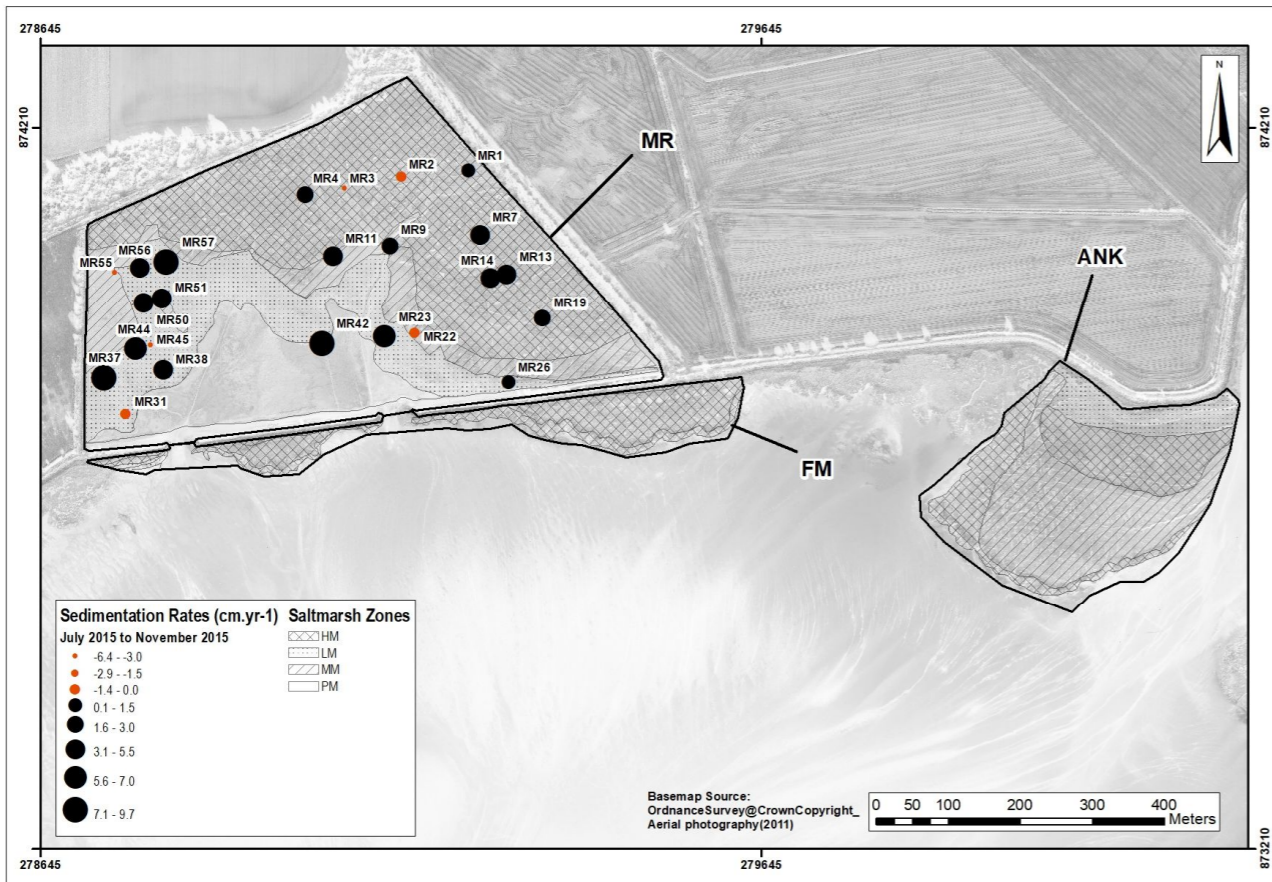 278645
279645
874210
874210
N
MR
MR1
MR2
MR3
MR4
MR7
ANK
MR9
MR11
MR57
MR56
MR55
MR13
MR14
MR51
MR50
MR19
MR44
MR45
MR42
MR23
MR22
MR37
MR38
MR26
MR31
FM
Sedimentation Rates (cm.yr-1)
July 2015 to November 2015
-6.4 - -3.0
-2.9 - -1.5
-1.4 - 0.0
0.1 - 1.5
1.6 - 3.0
3.1 - 5.5
5.6 - 7.0
7.1 - 9.7
Saltmarsh Zones
HM
LM
MM
PM
Basemap Source:
OrdnanceSurvey@CrownCopyright_
Aerial photography(2011)
0 50 100 200 300 400
Meters
873210
873210
278645
279645